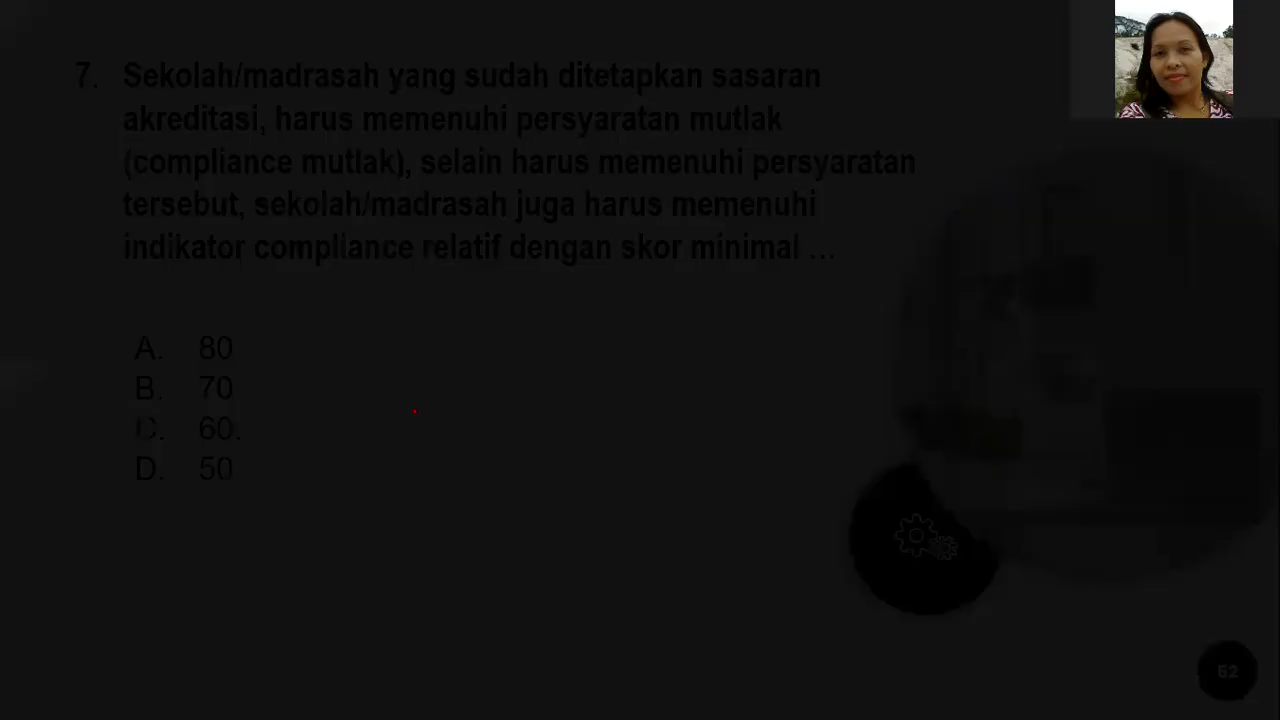 7. Sekolah/madrasah yang sudah ditetapkan sasaran
akreditasi, harus memenuhi persyaratan mutlak
(compliance mutlak), selain harus memenuhi persyaratan
tersebut, sekolah/madrasah juga harus memenuhi
indikator compliance relatif dengan skor minimal ...
A. 80
B. 70
C. 60.
D. 50
52